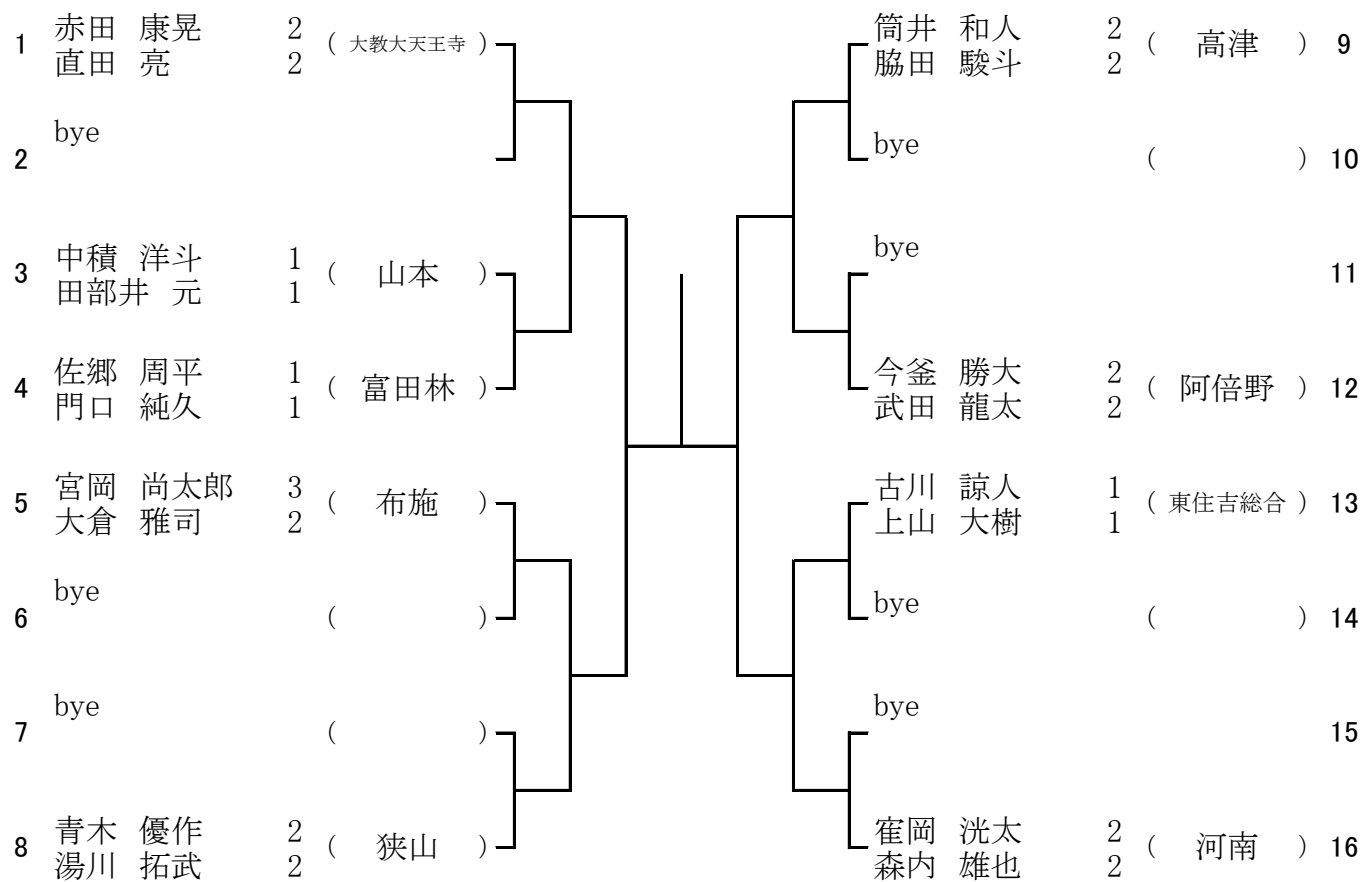 1 赤田 康晃 2 ( 大教大天王寺 )
直田 亮 2
2 bye
3 中積 洋斗 1 ( 山本 )
田部井 元 1
4 佐郷 周平 1 ( 富田林 )
門口 純久 1
5 宮岡 尚太郎 3 ( 布施 )
大倉 雅司 2
6 bye ( )
7 bye ( )
8 青木 優作 2 ( 狭山 )
湯川 拓武 2
筒井 和人 2 ( 高津 ) 9
脇田 駿斗 2
bye ( ) 10
bye 11
今釜 勝大 2 ( 阿倍野 ) 12
武田 龍太 2
古川 諒人 1 ( 東住吉総合 ) 13
上山 大樹 1
bye ( ) 14
bye 15
寉岡 洸太 2 ( 河南 ) 16
森内 雄也 2